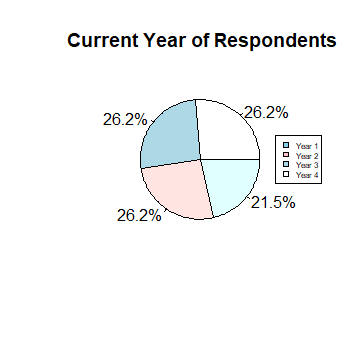 Current Year of Respondents
26.2%
26.2%
26.2%
21.5%
Year 1
Year 2
Year 3
Year 4